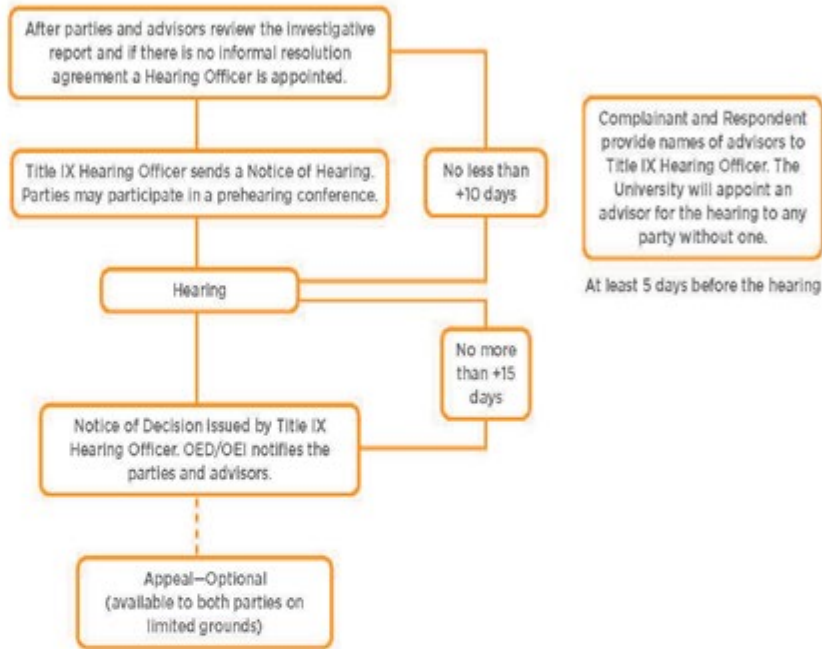 After parties and advisors review the investigative
report and if there is no informal resolution
agreement a Hearing Officer is appointed.
Title IX Hearing Officer sends a Notice of Hearing.
Parties may participate in a prehearing conference.
No less than
+10 days
Complainant and Respondent
provide names of advisors to
Title IX Hearing Officer. The
University will appoint an
advisor for the hearing to any
party without one.
At least 5 days before the hearing
Hearing
No more
than +15
days
Notice of Decision issued by Title IX
Hearing Officer. OED/OEI notifies the
parties and advisors.
Appeal—Optional
(available to both parties on
limited grounds)